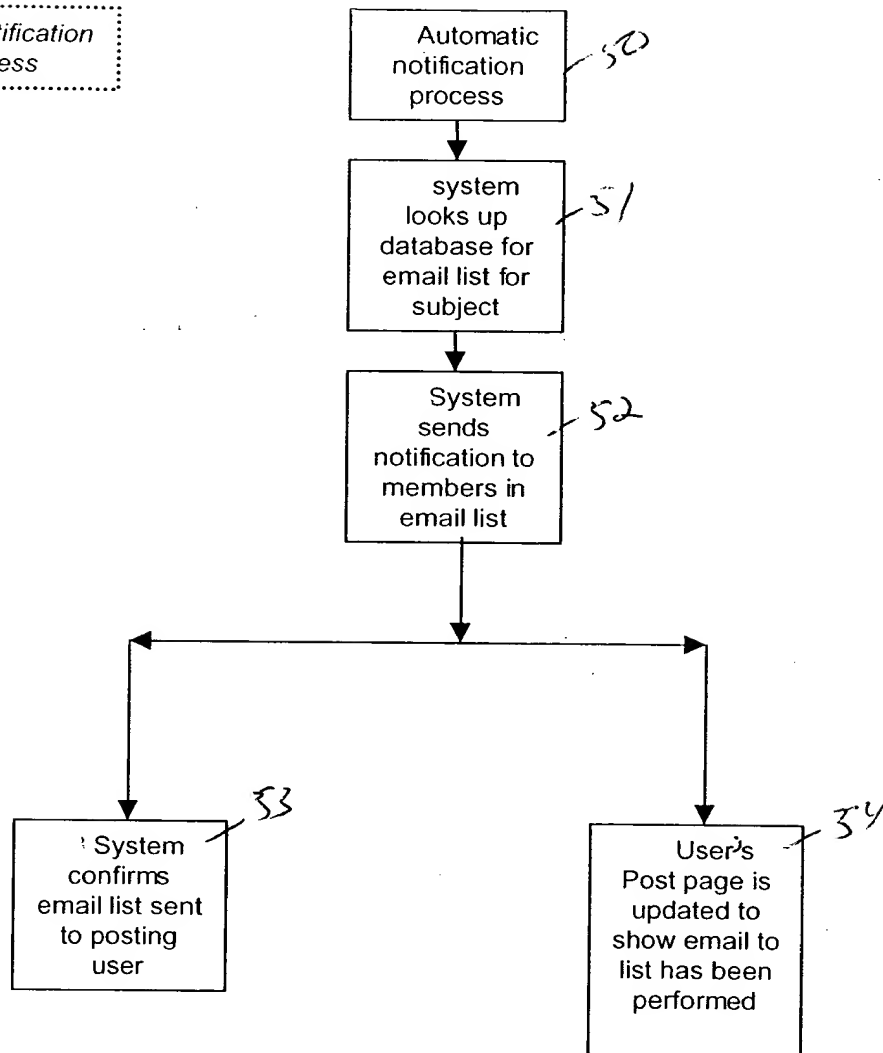 tification
ess
Automatic
notification
process
50
system
looks up
database for
email list for
subject
51
System
sends
notification to
members in
email list
52
System
confirms
email list sent
to posting
user
53
User's
Post page is
updated to
show email to
list has been
performed
54